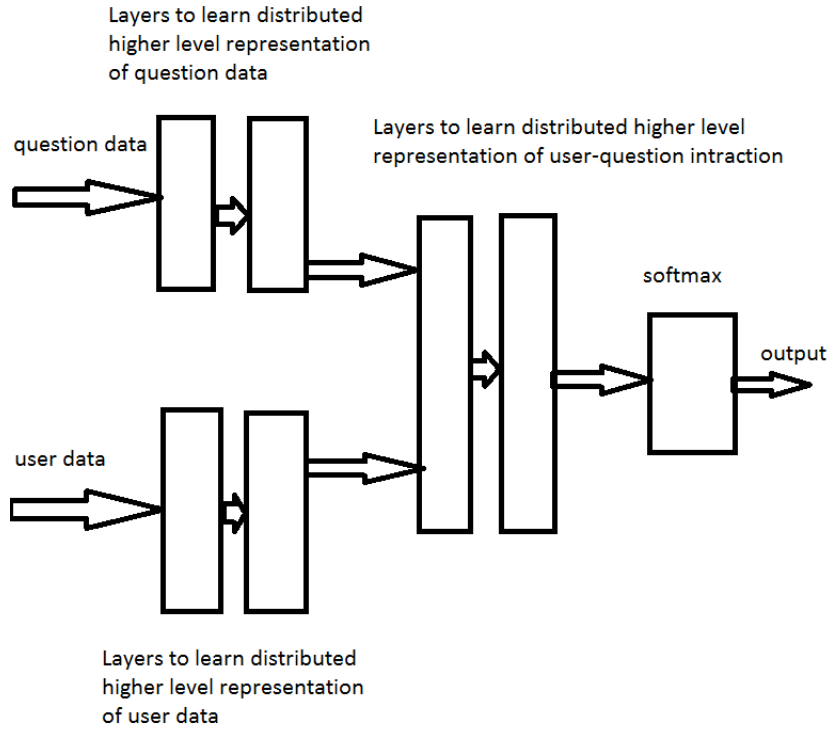 Layers to learn distributed
higher level representation
of question data
question data
Layers to learn distributed higher level
representation of user-question intraction
softmax
output
user data
Layers to learn distributed
higher level representation
of user data